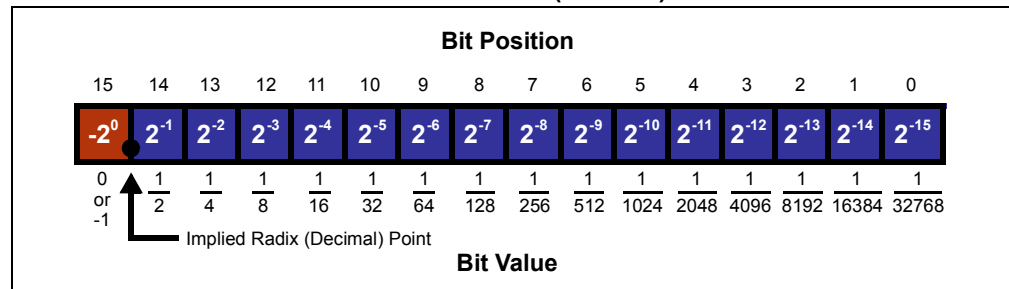 Bit Position
15 14 13 12 11 10 9 8 7 6 5 4 3 2 1 0
-2⁰ 2⁻¹ 2⁻² 2⁻³ 2⁻⁴ 2⁻⁵ 2⁻⁶ 2⁻⁷ 2⁻⁸ 2⁻⁹ 2⁻¹⁰ 2⁻¹¹ 2⁻¹² 2⁻¹³ 2⁻¹⁴ 2⁻¹⁵
0 1 1 1 1 1 1 1 1 1 1 1 1 1 1 1
or 2 4 8 16 32 64 128 256 512 1024 2048 4096 8192 16384 32768
-1
Implied Radix (Decimal) Point
Bit Value